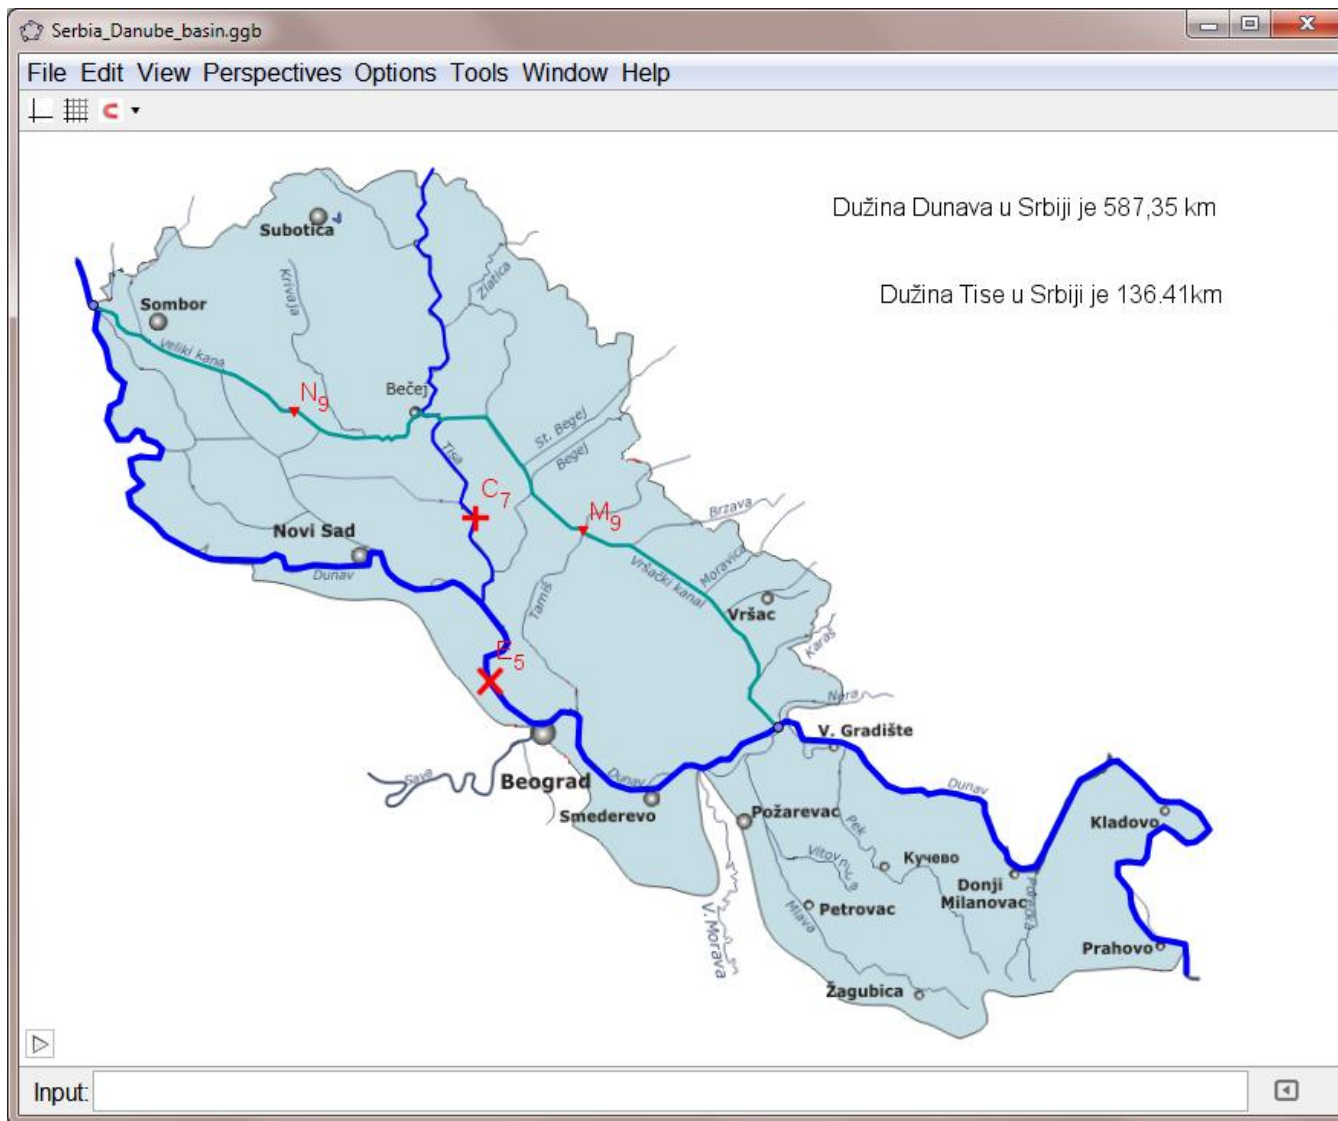 Serbia_Danube_basin.ggb
File Edit View Perspectives Options Tools Window Help
Dužina Dunava u Srbiji je 587,35 km
Subotica
Krivaja
Zlatica
Dužina Tise u Srbiji je 136.41km
Sombor
Veliki kana
N9
Bečej
St. Begej
Tisa
Begej
C7
M9
Brzava
Novi Sad
Dunav
Moravica
Vršački kanal
Tamiš
Vršac
Karaš
E5
Nera
V. Gradište
Sava
Beograd
Dunav
Dunav
Smederevo
Požarevac
Kladovo
Pek
Vitovnica
Кучево
Donji
Milanovac
Petrovac
Mlava
V. Morava
Prahovo
Žagubica
Input: